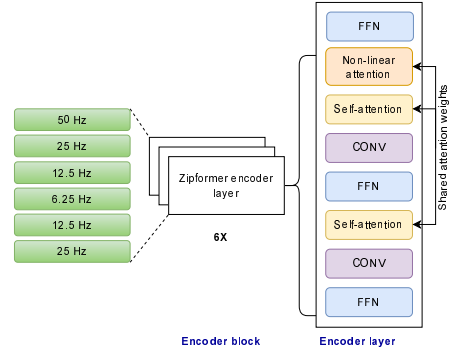 50 Hz
25 Hz
12.5 Hz
6.25 Hz
12.5 Hz
25 Hz
Zipformer encoder
layer
6X
Encoder block
FFN
Non-linear
attention
Self-attention
CONV
FFN
Self-attention
CONV
FFN
Shared attention weights
Encoder layer